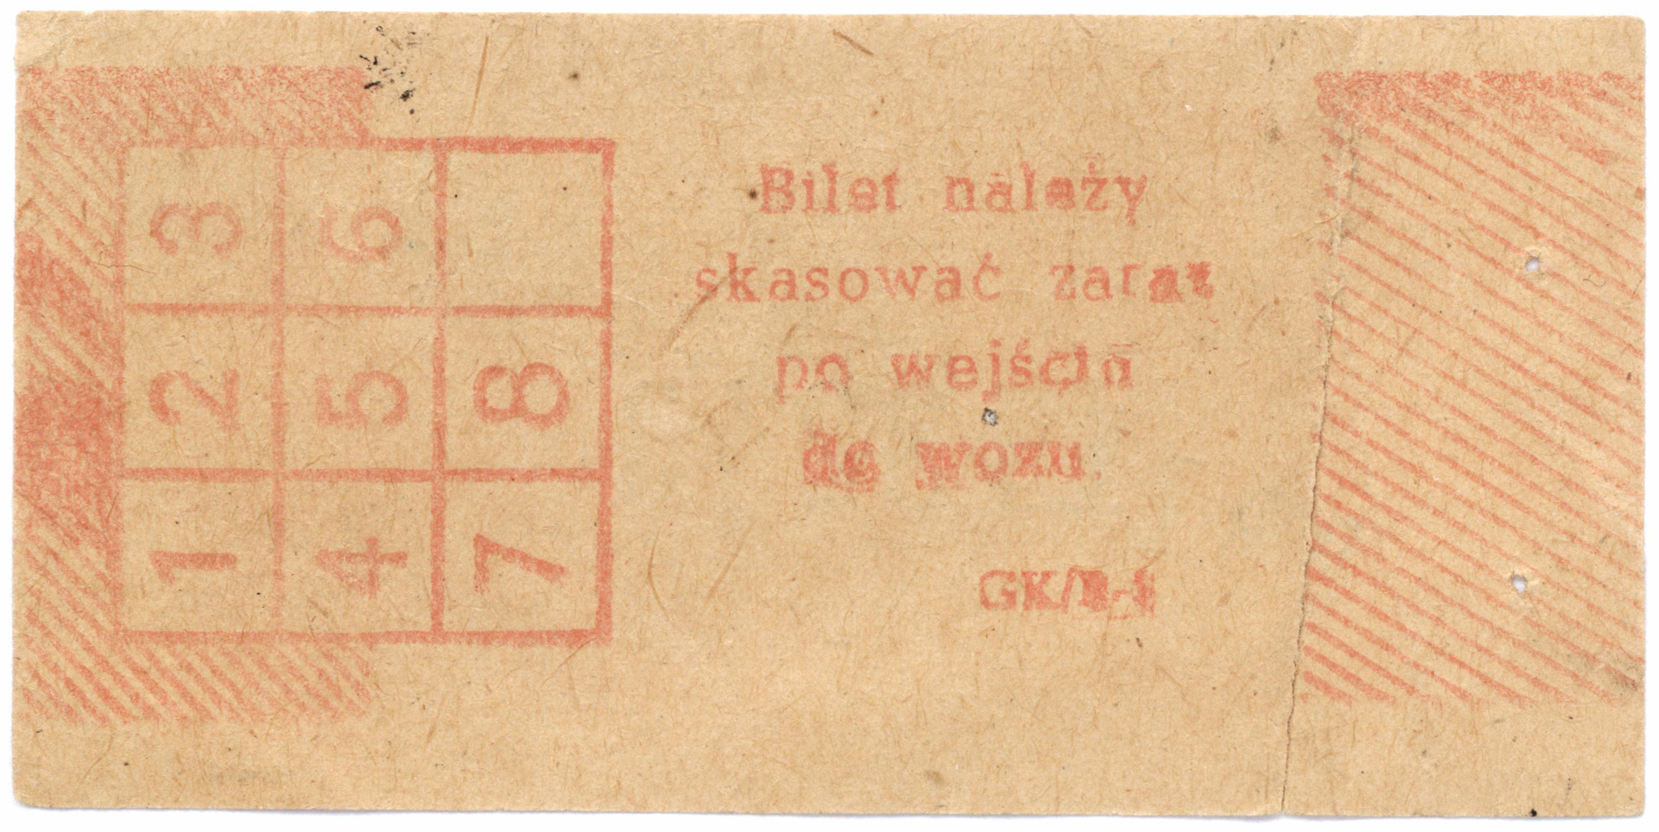 1 2 3
4 5 6
7 8
Bilet należy
skasować zaraz
po wejściu
do wozu